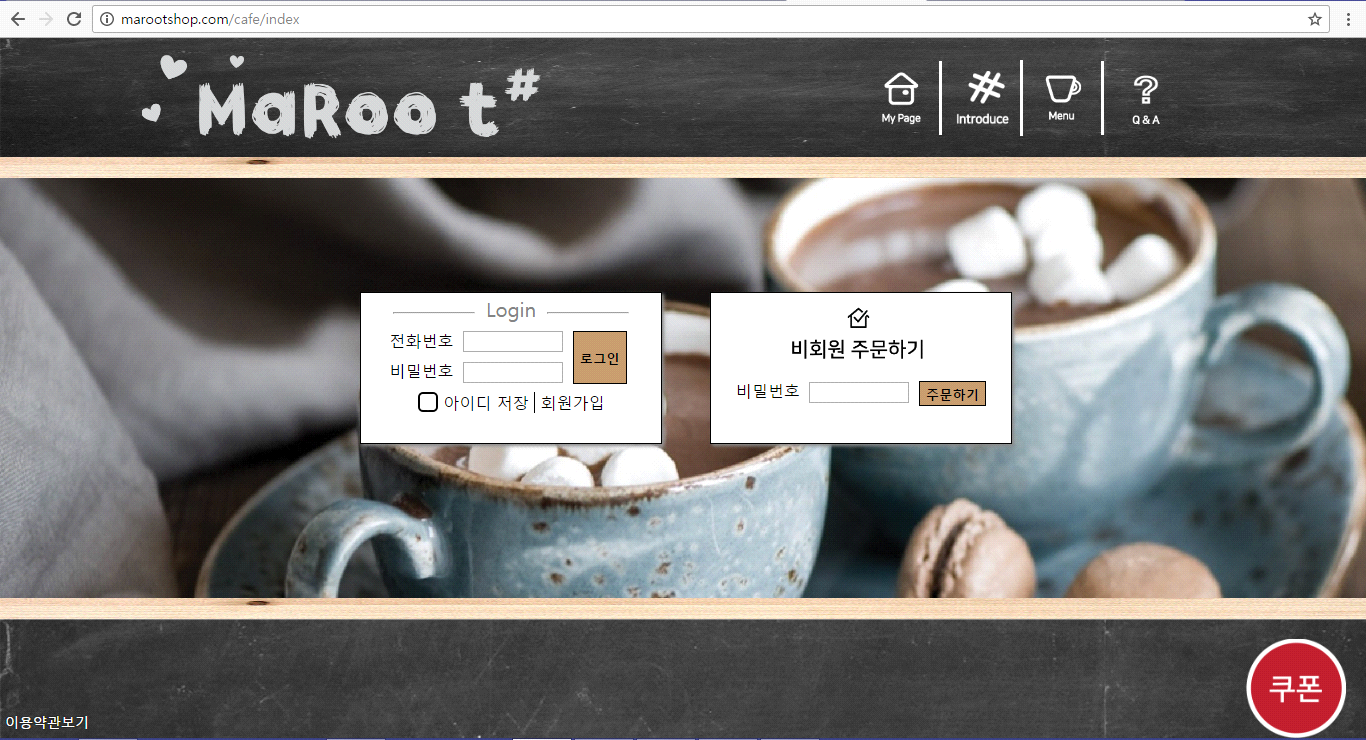 marootshop.com/cafe/index
MaRoo t#
My Page
Introduce
Menu
Q & A
Login
전화번호
비밀번호
로그인
아이디 저장 | 회원가입
비회원 주문하기
비밀번호
주문하기
쿠폰
이용약관보기